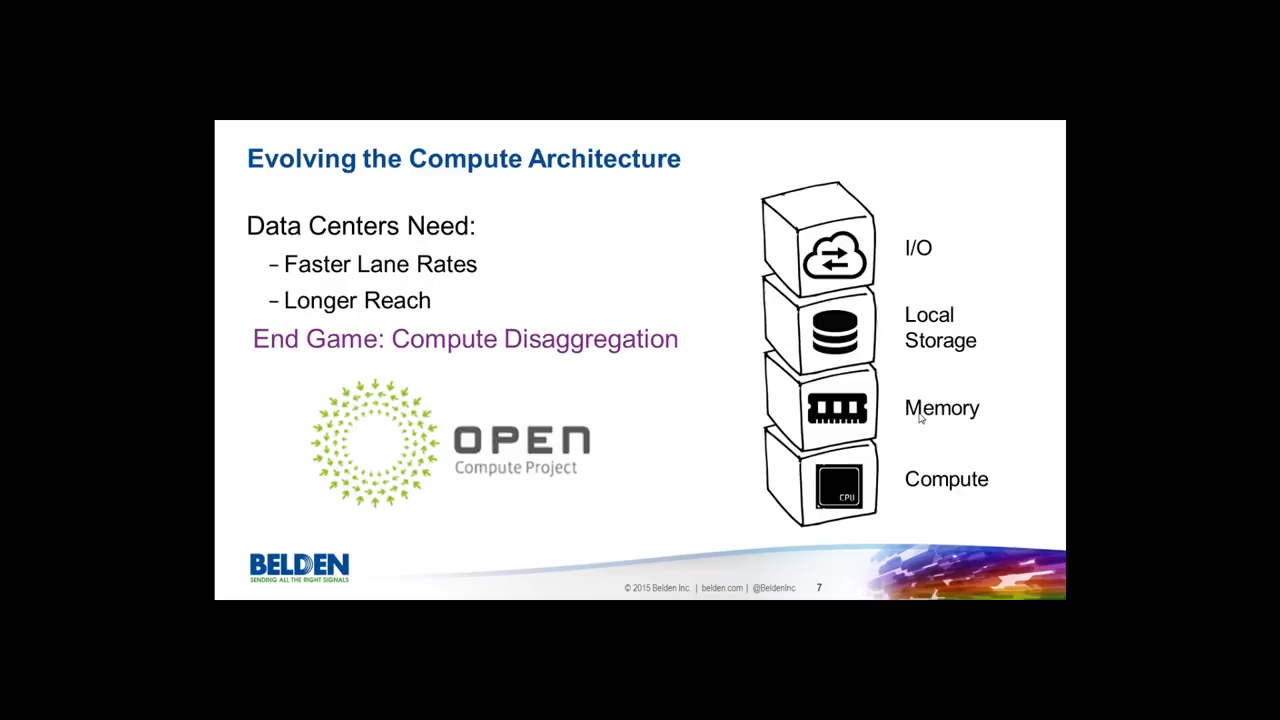 Evolving the Compute Architecture
Data Centers Need:
– Faster Lane Rates
– Longer Reach
End Game: Compute Disaggregation
OPEN
Compute Project
I/O
Local
Storage
Memory
CPU
Compute
BELDEN
SENDING ALL THE RIGHT SIGNALS
© 2015 Belden Inc. | belden.com | @BeldenInc 7